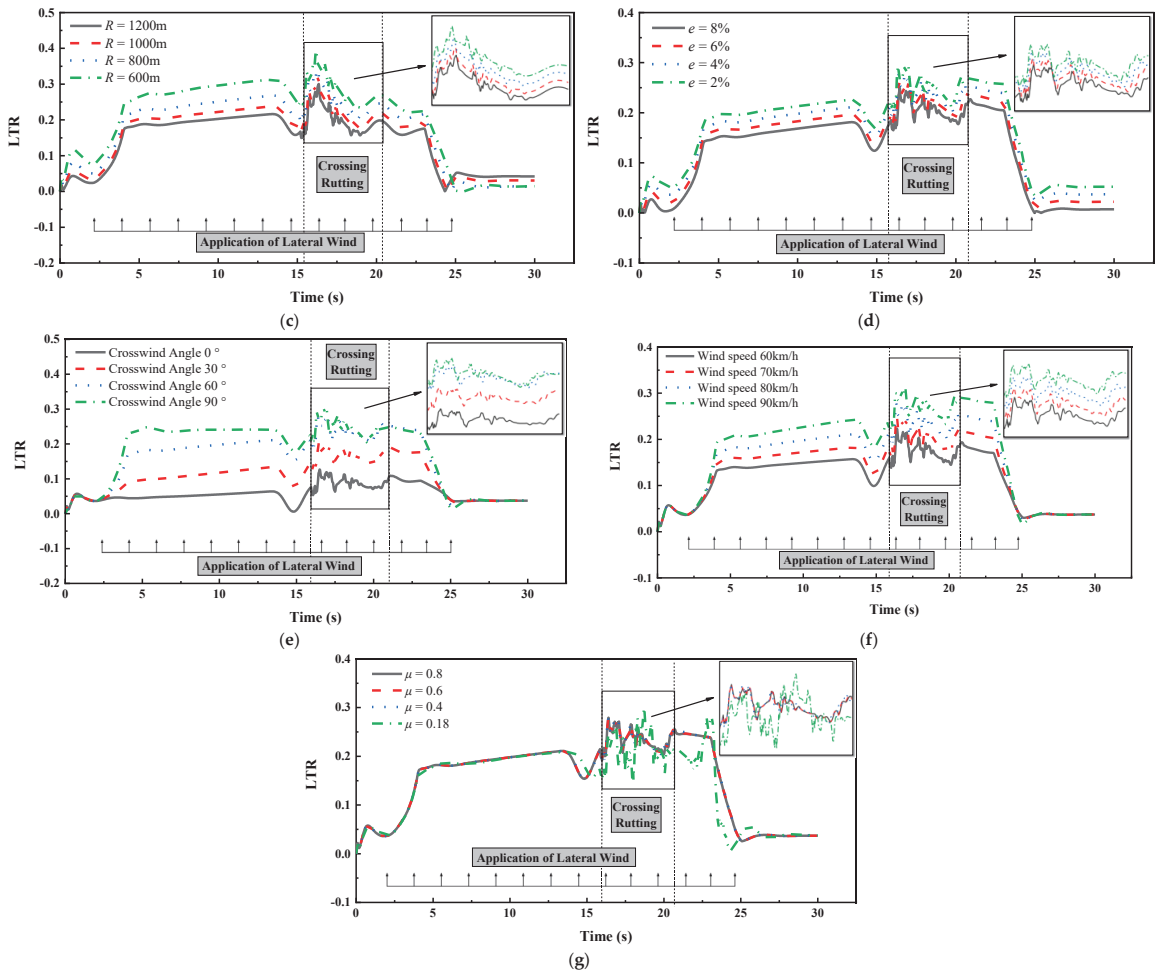 R = 1200m
R = 1000m
R = 800m
R = 600m
0.5
0.4
0.3
0.2
0.1
0.0
-0.1
0.2
LTR
Crossing
Rutting
Application of Lateral Wind
0 5 10 15 20 25 30
Time (s)
(c)
e = 8%
e = 6%
e = 4%
e = 2%
0.4
0.3
0.2
0.1
0.0
-0.1
LTR
Crossing
Rutting
Application of Lateral Wind
0 5 10 15 20 25 30
Time (s)
(d)
Crosswind Angle 0 °
Crosswind Angle 30 °
Crosswind Angle 60 °
Crosswind Angle 90 °
0.5
0.4
0.3
0.2
0.1
0.0
-0.1
0.2
LTR
Crossing
Rutting
Application of Lateral Wind
0 5 10 15 20 25 30
Time (s)
(e)
Wind speed 60km/h
Wind speed 70km/h
Wind speed 80km/h
Wind speed 90km/h
0.4
0.3
0.2
0.1
0.0
-0.1
LTR
Crossing
Rutting
Application of Lateral Wind
0 5 10 15 20 25 30
Time (s)
(f)
μ = 0.8
μ = 0.6
μ = 0.4
μ = 0.18
0.4
0.3
0.2
0.1
0.0
-0.1
LTR
Crossing
Rutting
Application of Lateral Wind
0 5 10 15 20 25 30
Time (s)
(g)